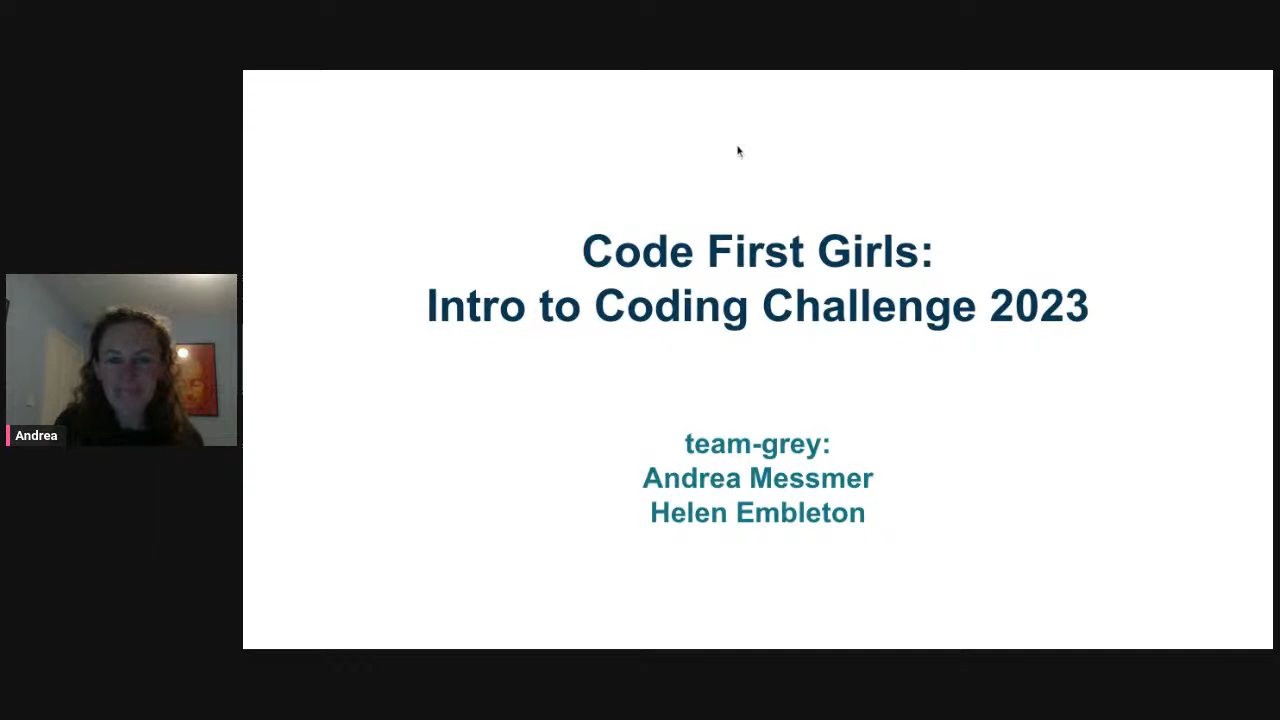 Code First Girls:
Intro to Coding Challenge 2023
team-grey:
Andrea Messmer
Helen Embleton
Andrea